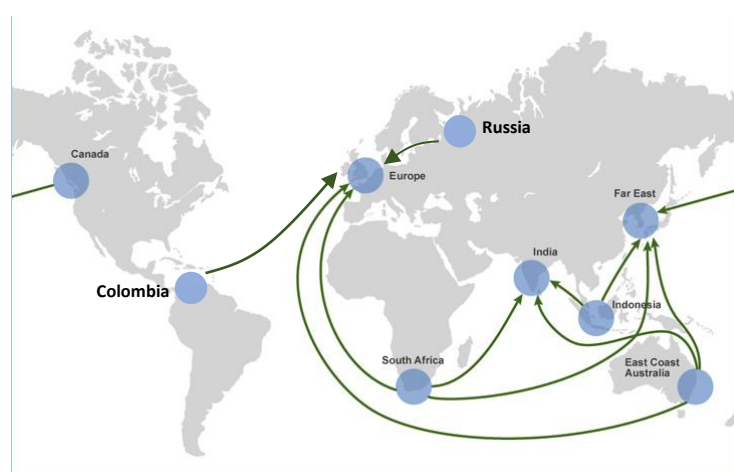 Russia
Canada
Europe
Far East
India
Colombia
Indonesia
South Africa
East Coast
Australia